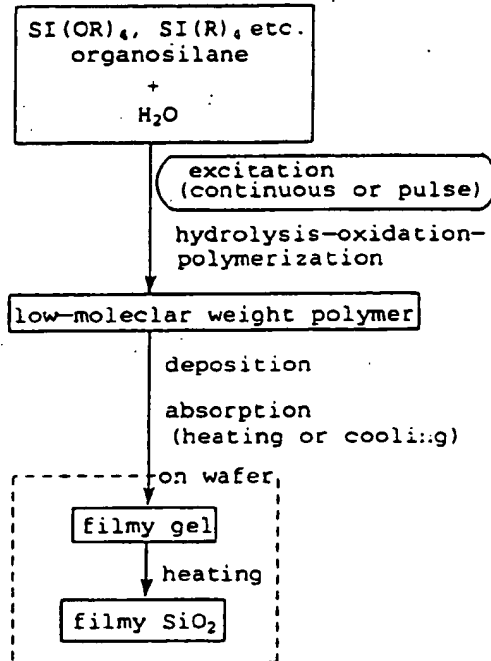 SI(OR)₄, SI(R)₄ etc.
organosilane
+
H₂O
excitation
(continuous or pulse)
hydrolysis—oxidation—
polymerization
low—moleclar weight polymer
deposition
absorption
(heating or cooling)
on wafer
filmy gel
heating
filmy SiO₂